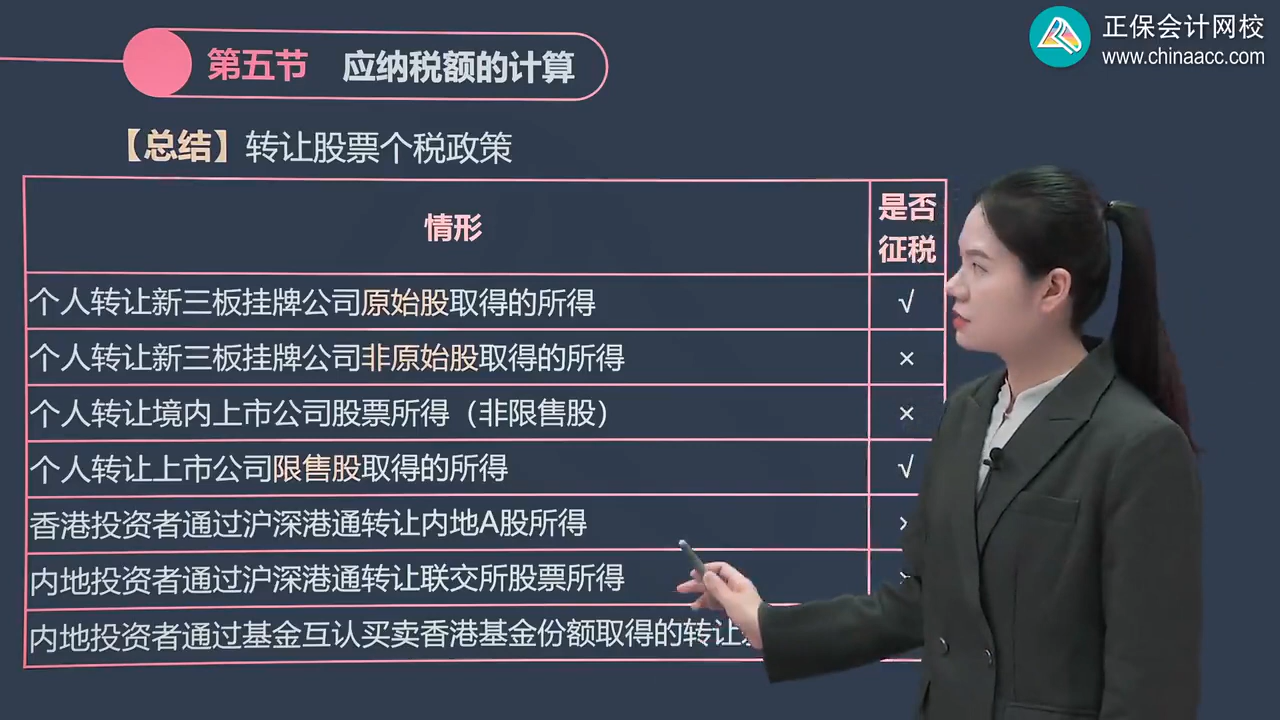 正保会计网校
www.chinaacc.com
第五节 应纳税额的计算
【总结】转让股票个税政策
情形 是否征税
个人转让新三板挂牌公司原始股取得的所得 √
个人转让新三板挂牌公司非原始股取得的所得 ×
个人转让境内上市公司股票所得（非限售股） ×
个人转让上市公司限售股取得的所得 √
香港投资者通过沪深港通转让内地A股所得
内地投资者通过沪深港通转让联交所股票所得
内地投资者通过基金互认买卖香港基金份额取得的转让